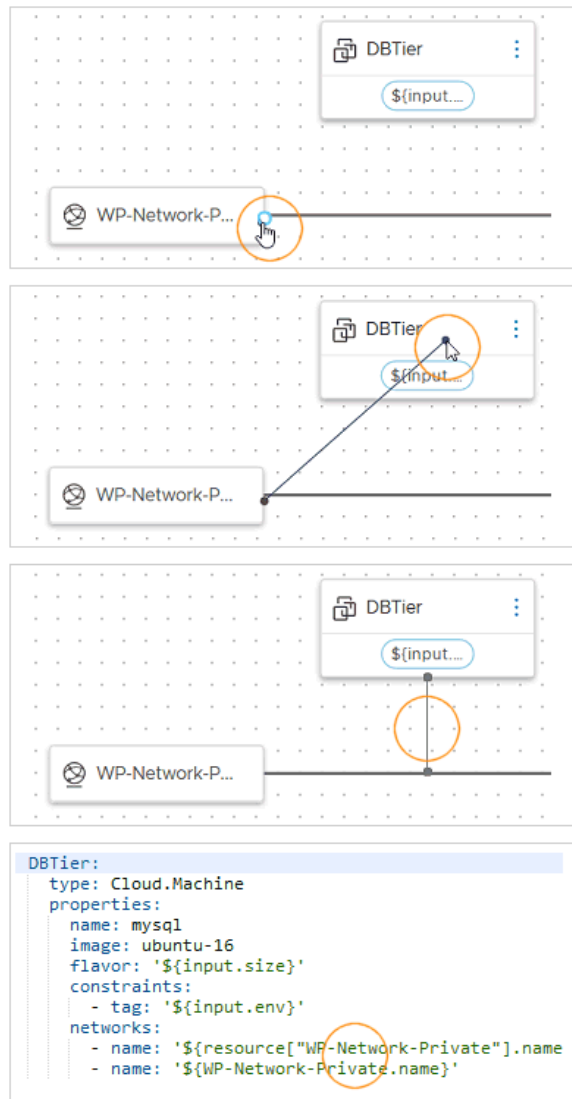 DBTier
${input....
WP-Network-P...
DBTier
${input....
WP-Network-P...
DBTier
${input....
WP-Network-P...
DBTier:
type: Cloud.Machine
properties:
name: mysql
image: ubuntu-16
flavor: '${input.size}'
constraints:
- tag: '${input.env}'
networks:
- name: '${resource["WP-Network-Private"].name
- name: '${WP-Network-Private.name}'